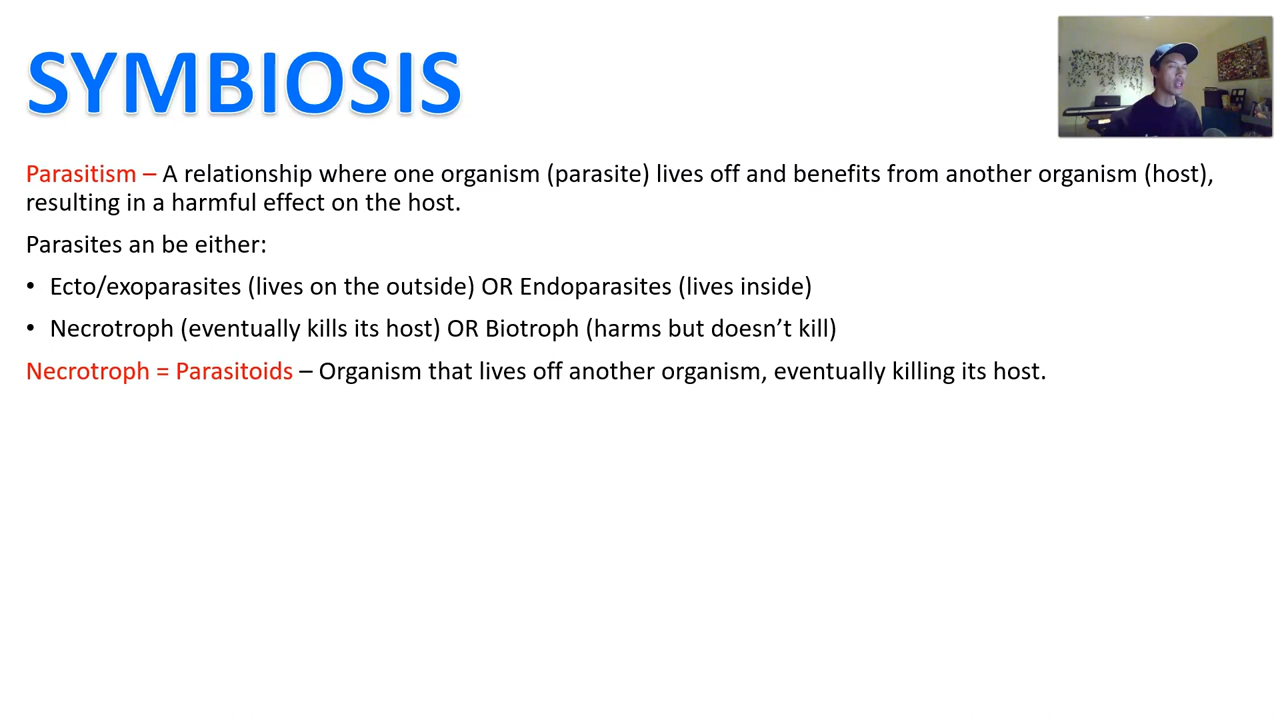 SYMBIOSIS
Parasitism – A relationship where one organism (parasite) lives off and benefits from another organism (host),
resulting in a harmful effect on the host.
Parasites an be either:
• Ecto/exoparasites (lives on the outside) OR Endoparasites (lives inside)
• Necrotroph (eventually kills its host) OR Biotroph (harms but doesn’t kill)
Necrotroph = Parasitoids – Organism that lives off another organism, eventually killing its host.